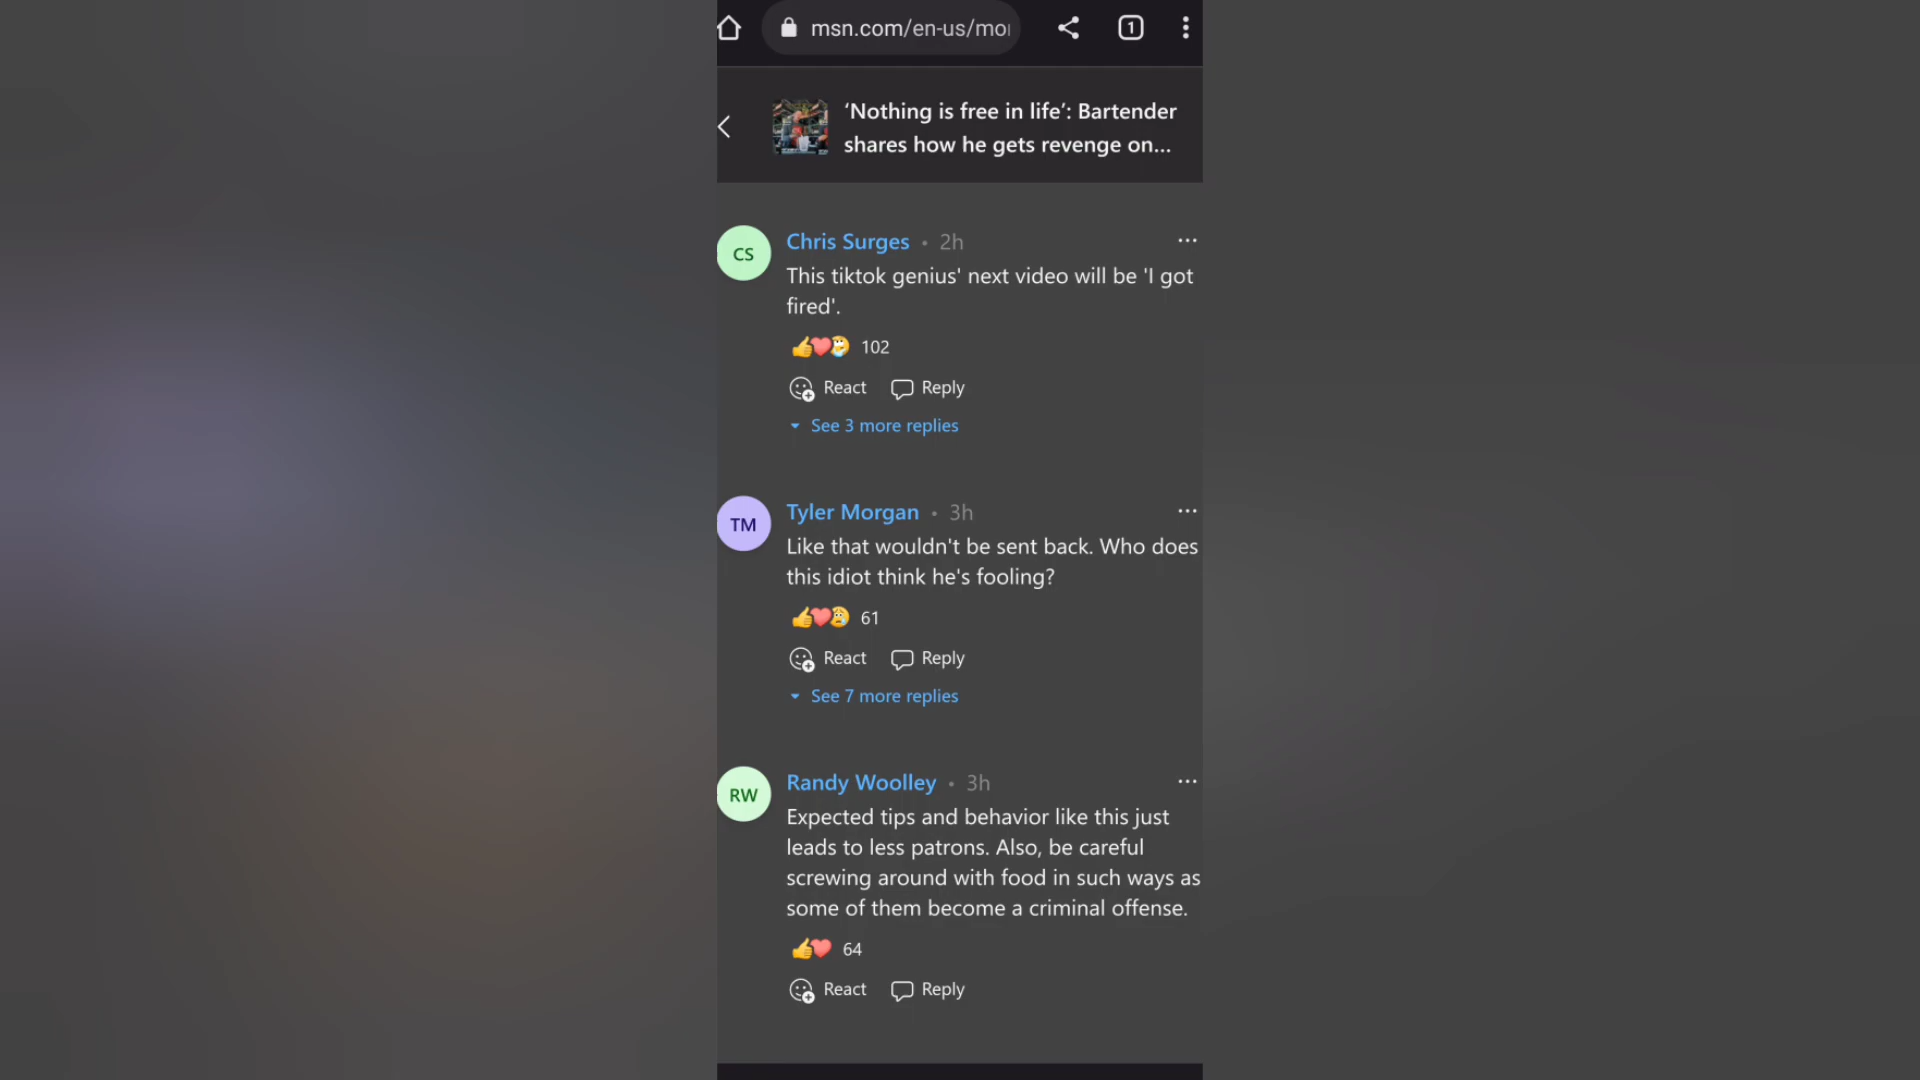 msn.com/en-us/mo
1
‘Nothing is free in life’: Bartender
shares how he gets revenge on...
CS
Chris Surges • 2h
This tiktok genius' next video will be 'I got
fired'.
102
React Reply
See 3 more replies
TM
Tyler Morgan • 3h
Like that wouldn't be sent back. Who does
this idiot think he's fooling?
61
React Reply
See 7 more replies
RW
Randy Woolley • 3h
Expected tips and behavior like this just
leads to less patrons. Also, be careful
screwing around with food in such ways as
some of them become a criminal offense.
64
React Reply